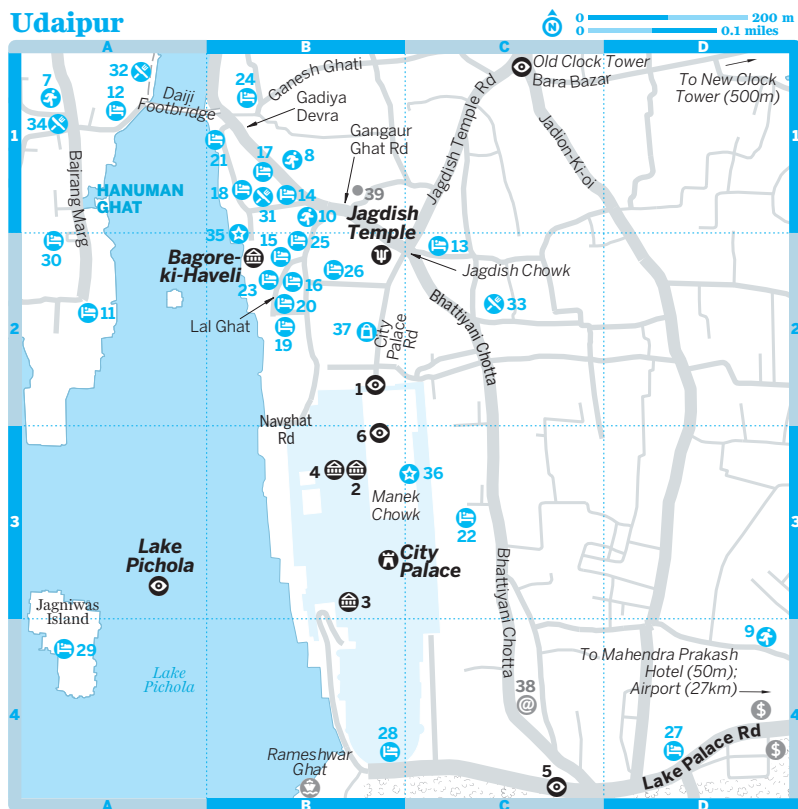 Udaipur
N
0 200 m
0 0.1 miles
A B C D
32
7
12
34
Daiji
Footbridge
24
Ganesh Ghati
Gadiya
Devra
Gangaur
Ghat Rd
Old Clock Tower
Bara Bazar
To New Clock
Tower (500m)
Jagdish Temple Rd
Jadion-Ki-oi
1
1
Bajrang Marg
HANUMAN
GHAT
21
17
8
18
31
14
39
10
Jagdish
Temple
35
15
25
13
30
Bagore-
ki-Haveli
26
Jagdish Chowk
23
16
20
33
11
Lal Ghat
19
37
City
Palace
Rd
Bhattiyani Chotta
2
2
1
Navghat
Rd
6
4
2
36
Manek
Chowk
22
3
3
Lake
Pichola
City
Palace
3
Bhattiyani Chotta
Jagniwas
Island
29
Lake
Pichola
9
To Mahendra Prakash
Hotel (50m);
Airport (27km)
38
@
$
4
4
28
27
$
Lake Palace Rd
Rameshwar
Ghat
5
A B C D